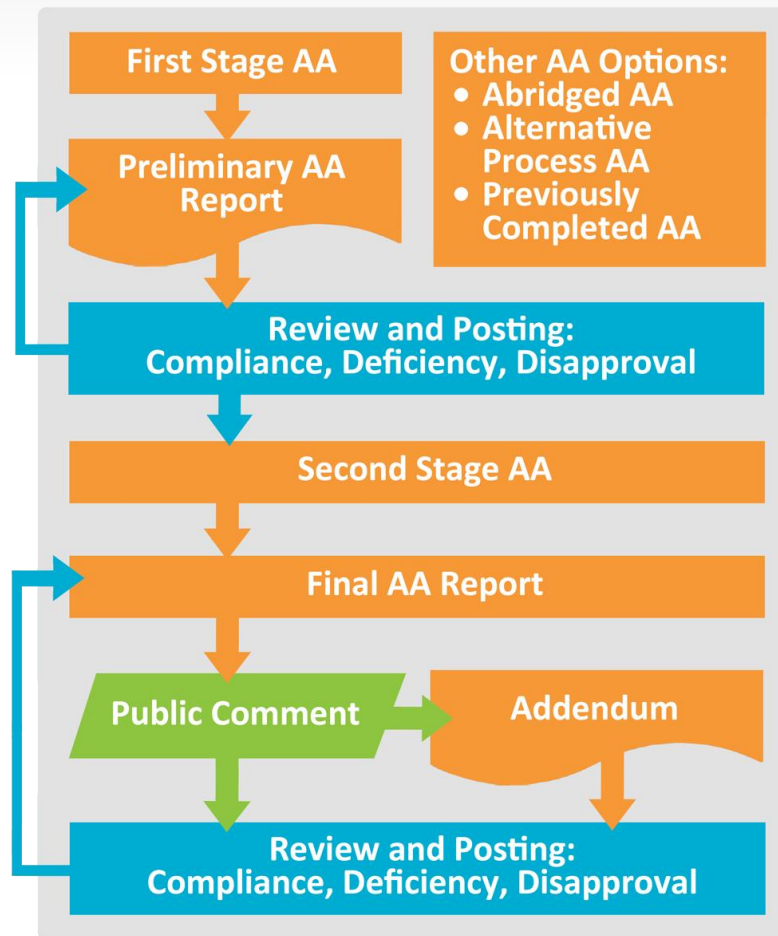 First Stage AA
Other AA Options:
• Abridged AA
• Alternative
Process AA
• Previously
Completed AA
Preliminary AA
Report
Review and Posting:
Compliance, Deficiency, Disapproval
Second Stage AA
Final AA Report
Public Comment
Addendum
Review and Posting:
Compliance, Deficiency, Disapproval